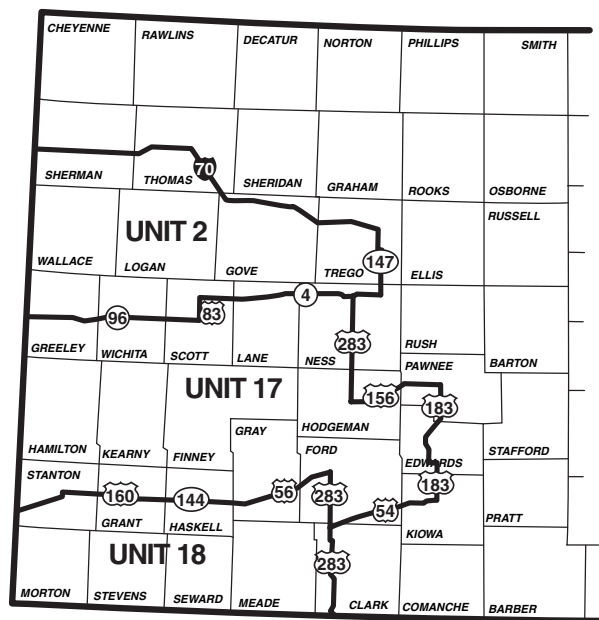 CHEYENNE
RAWLINS
DECATUR
NORTON
PHILLIPS
SMITH
70
SHERMAN
THOMAS
SHERIDAN
GRAHAM
ROOKS
OSBORNE
RUSSELL
UNIT 2
WALLACE
LOGAN
GOVE
TREGO
147
ELLIS
4
96
83
283
GREELEY
WICHITA
SCOTT
LANE
NESS
RUSH
PAWNEE
BARTON
UNIT 17
156
183
GRAY
HODGEMAN
HAMILTON
KEARNY
FINNEY
FORD
EDWARDS
STAFFORD
STANTON
160
144
56
283
54
183
GRANT
HASKELL
KIOWA
PRATT
UNIT 18
283
MORTON
STEVENS
SEWARD
MEADE
CLARK
COMANCHE
BARBER